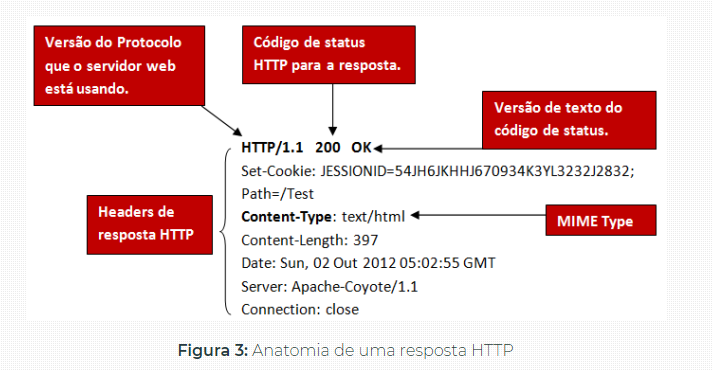 Versão do Protocolo
que o servidor web
está usando.
Código de status
HTTP para a resposta.
Versão de texto do
código de status.
HTTP/1.1 200 OK
Set-Cookie: JESSIONID=54JH6JKHHJ670934K3YL3232J2832;
Path=/Test
Headers de
resposta HTTP
Content-Type: text/html
MIME Type
Content-Length: 397
Date: Sun, 02 Out 2012 05:02:55 GMT
Server: Apache-Coyote/1.1
Connection: close
Figura 3: Anatomia de uma resposta HTTP